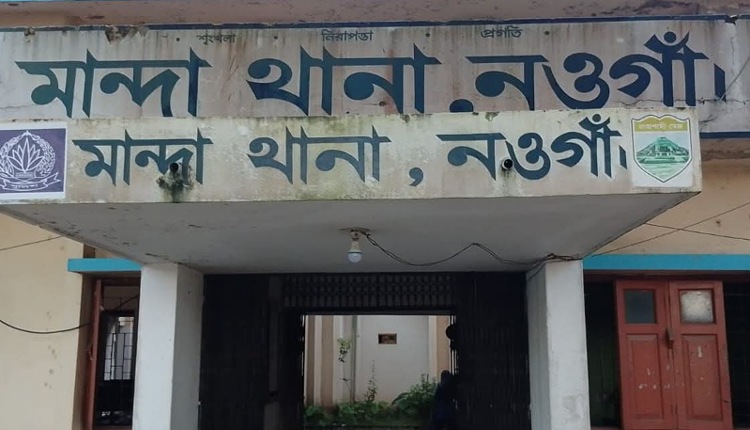 শৃংখলা নিরাপত্তা প্রগতি
মান্দা থানা, নওগাঁ।
মান্দা থানা, নওগাঁ।